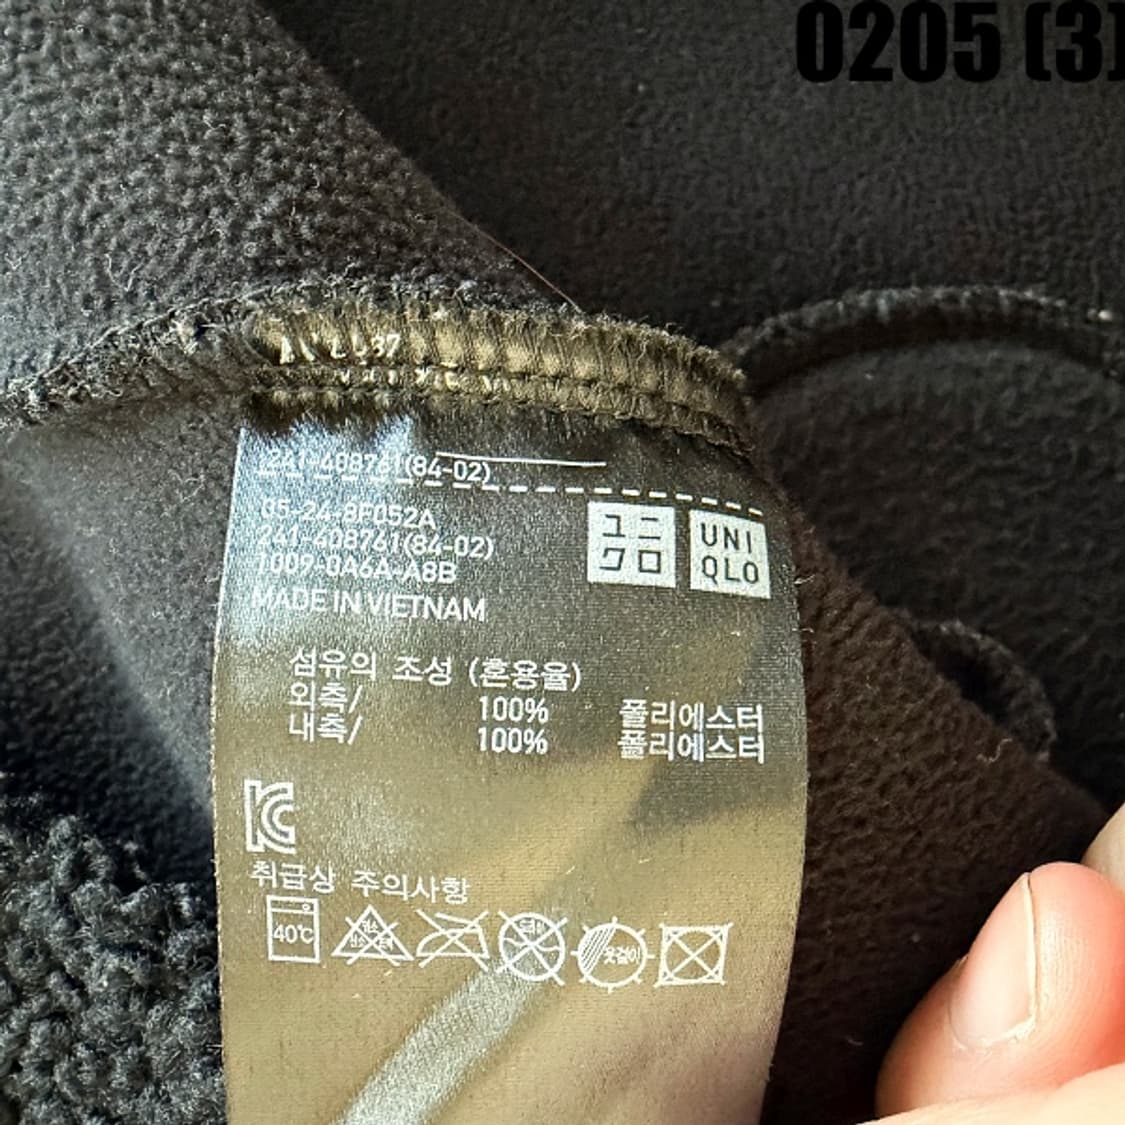 0205 (3)
241-408761(84-02)
05-24-8F052A
241-408761(84-02)
1009-0A6A-A8B
MADE IN VIETNAM
ユニ
クロ
UNI
QLO
섬유의 조성 (혼용율)
외측/ 100% 폴리에스터
내측/ 100% 폴리에스터
취급상 주의사항
40℃
옷걸이